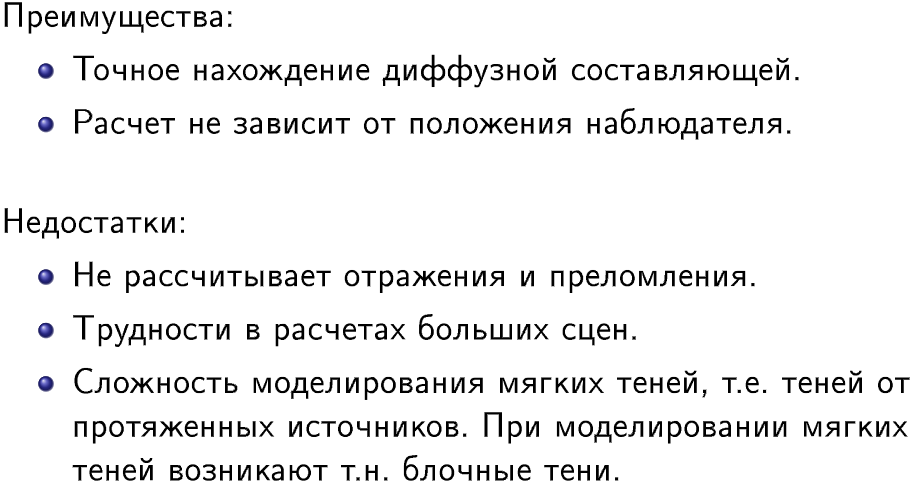 Преимущества:
Точное нахождение диффузной составляющей.
Расчет не зависит от положения наблюдателя.
Недостатки:
Не рассчитывает отражения и преломления.
Трудности в расчетах больших сцен.
Сложность моделирования мягких теней, т.е. теней от
протяженных источников. При моделировании мягких
теней возникают т.н. блочные тени.